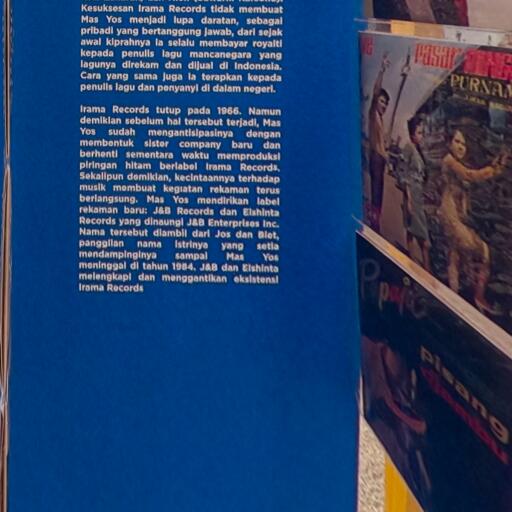 Kesuksesan Irama Records tidak membuat
Mas Yos menjadi lupa daratan, sebagai
pribadi yang bertanggung jawab, dari sejak
awal kiprahnya ia selalu membayar royalti
kepada penulis lagu mancanegara yang
lagunya direkam dan dijual di Indonesia.
Cara yang sama juga ia terapkan kepada
penulis lagu dan penyanyi di dalam negeri.
Irama Records tutup pada 1966. Namun
demikian sebelum hal tersebut terjadi, Mas
Yos sudah mengantisipasinya dengan
membentuk sister company baru dan
berhenti sementara waktu memproduksi
piringan hitam berlabel Irama Records.
Sekalipun demikian, kecintaannya terhadap
musik membuat kegiatan rekaman terus
berlangsung. Mas Yos mendirikan label
rekaman baru: J&B Records dan Elshinta
Records yang dinaungi J&B Enterprises Inc.
Nama tersebut diambil dari Jos dan Biet,
panggilan nama istrinya yang setia
mendampinginya sampai Mas Yos
meninggal di tahun 1984. J&B dan Elshinta
melengkapi dan menggantikan eksistensi
Irama Records
pasar
PURNAM
pisang